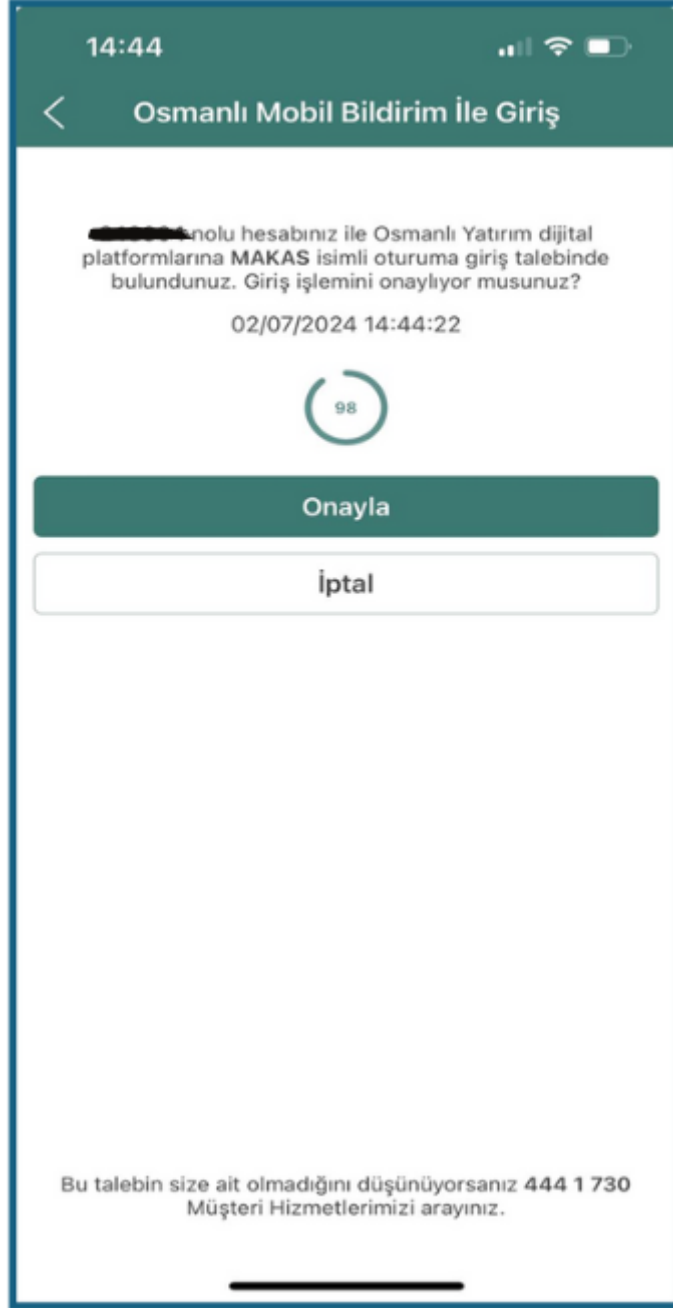 14:44
Osmanlı Mobil Bildirim İle Giriş
nolu hesabınız ile Osmanlı Yatırım dijital
platformlarına MAKAS isimli oturuma giriş talebinde
bulundunuz. Giriş işlemini onaylıyor musunuz?
02/07/2024 14:44:22
98
Onayla
İptal
Bu talebin size ait olmadığını düşünüyorsanız 444 1 730
Müşteri Hizmetlerimizi arayınız.